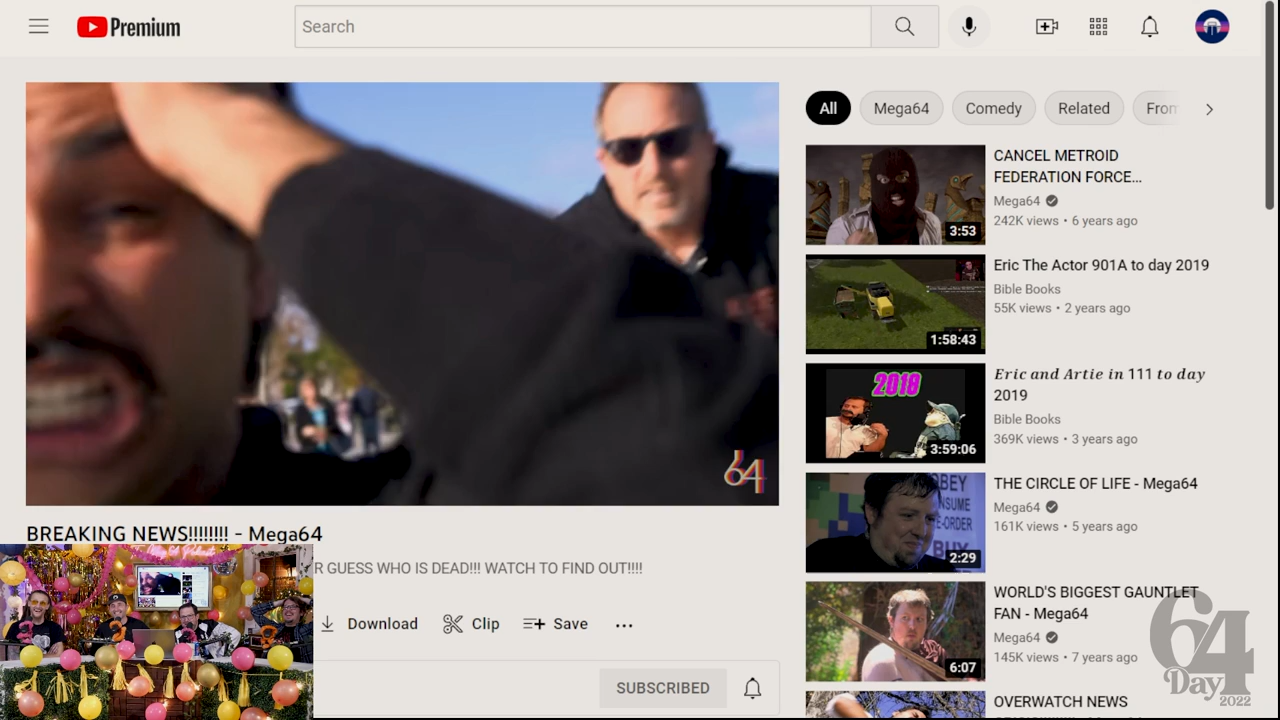 Premium
Search
64
BREAKING NEWS!!!!!!!! - Mega64
R GUESS WHO IS DEAD!!! WATCH TO FIND OUT!!!!
Download
Clip
Save
SUBSCRIBED
All
Mega64
Comedy
Related
From
3:53
CANCEL METROID
FEDERATION FORCE...
Mega64
242K views • 6 years ago
1:58:43
Eric The Actor 901A to day 2019
Bible Books
55K views • 2 years ago
2019
3:59:06
Eric and Artie in 111 to day
2019
Bible Books
369K views • 3 years ago
2:29
THE CIRCLE OF LIFE - Mega64
Mega64
161K views • 5 years ago
6:07
WORLD'S BIGGEST GAUNTLET
FAN - Mega64
Mega64
145K views • 7 years ago
OVERWATCH NEWS
64
Day
2022